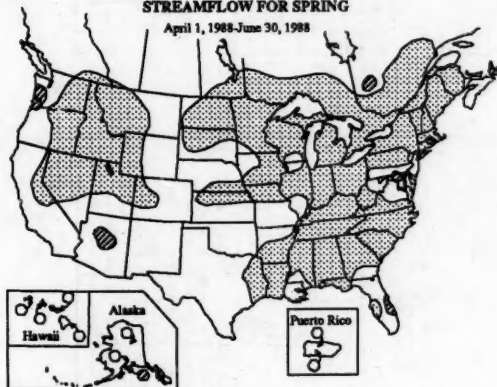 STREAMFLOW FOR SPRING
April 1, 1988-June 30, 1988
Hawaii
Alaska
Puerto Rico